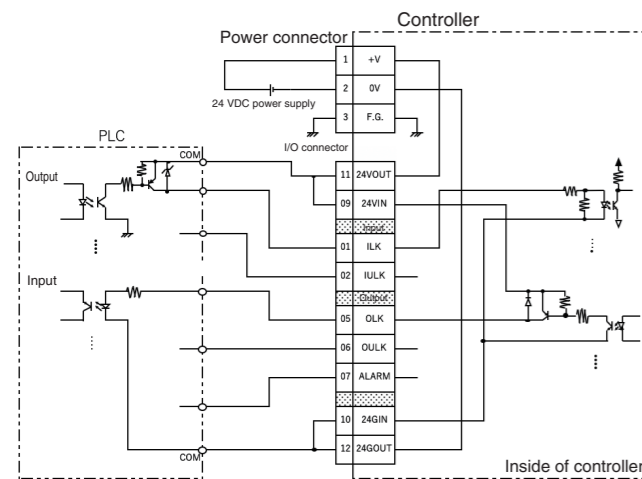 Controller
Power connector
1 +V
2 0V
24 VDC power supply
3 F.G.
I/O connector
PLC
COM
Output
11 24VOUT
09 24VIN
Input
01 ILK
02 IULK
Input
Output
05 OLK
06 OULK
07 ALARM
10 24GIN
12 24GOUT
COM
Inside of controller